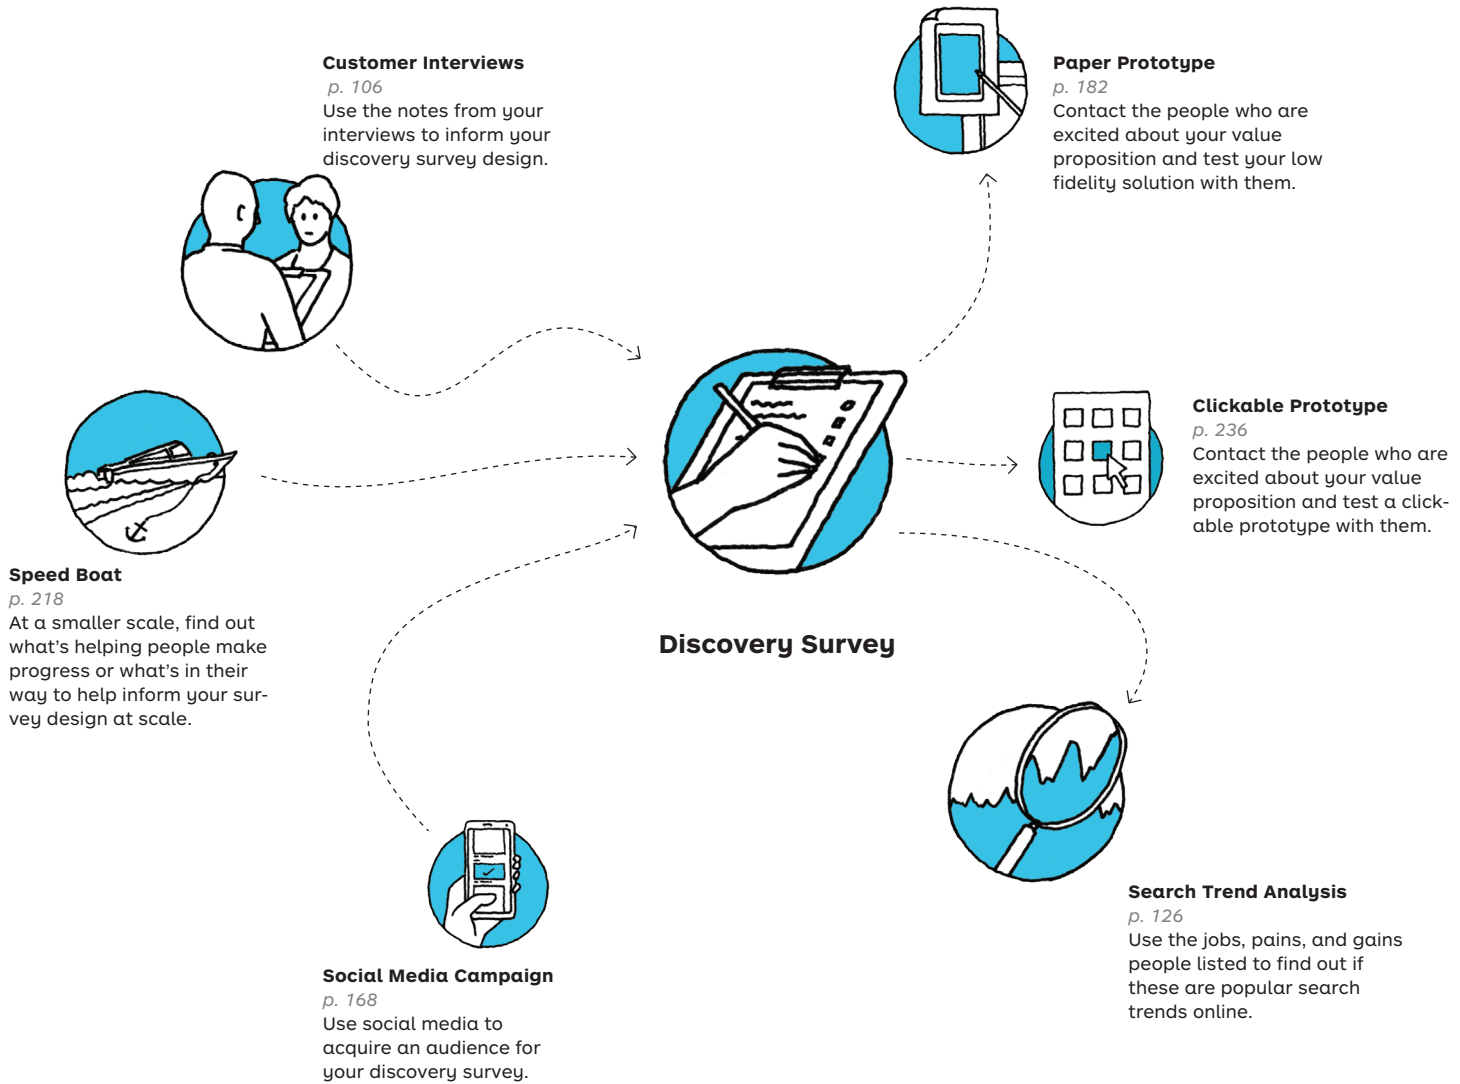 Customer Interviews
p. 106
Use the notes from your
interviews to inform your
discovery survey design.
Speed Boat
p. 218
At a smaller scale, find out
what's helping people make
progress or what's in their
way to help inform your sur-
vey design at scale.
Social Media Campaign
p. 168
Use social media to
acquire an audience for
your discovery survey.
Discovery Survey
Paper Prototype
p. 182
Contact the people who are
excited about your value
proposition and test your low
fidelity solution with them.
Clickable Prototype
p. 236
Contact the people who are
excited about your value
proposition and test a click-
able prototype with them.
Search Trend Analysis
p. 126
Use the jobs, pains, and gains
people listed to find out if
these are popular search
trends online.